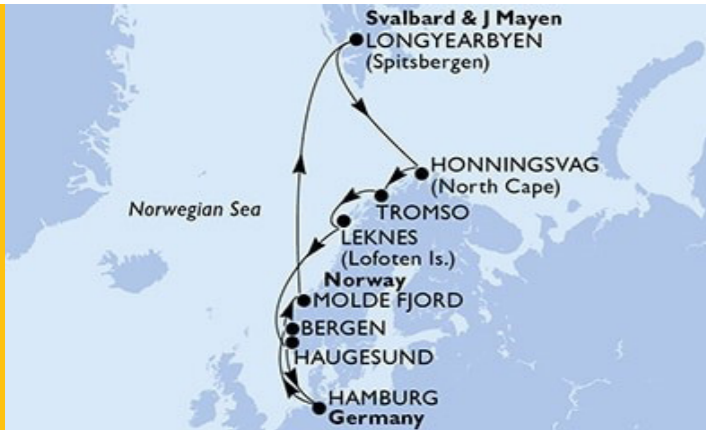 Svalbard & J Mayen
LONGYEARBYEN
(Spitsbergen)
HONNINGSVAG
(North Cape)
Norwegian Sea
TROMSO
LEKNES
(Lofoten Is.)
Norway
MOLDE FJORD
BERGEN
HAUGESUND
HAMBURG
Germany